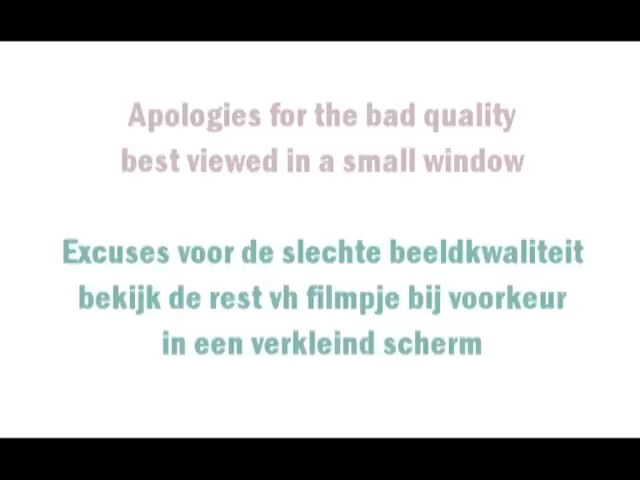 Apologies for the bad quality
best viewed in a small window
Excuses voor de slechte beeldkwaliteit
bekijk de rest vh filmpje bij voorkeur
in een verkleind scherm